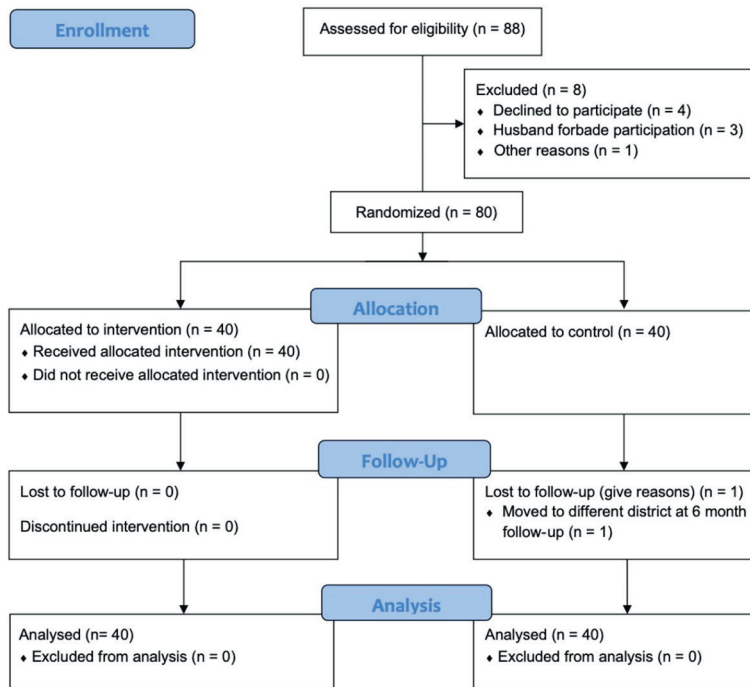 Enrollment
Assessed for eligibility (n = 88)
Excluded (n = 8)
♦ Declined to participate (n = 4)
♦ Husband forbade participation (n = 3)
♦ Other reasons (n = 1)
Randomized (n = 80)
Allocation
Allocated to intervention (n = 40)
♦ Received allocated intervention (n = 40)
♦ Did not receive allocated intervention (n = 0)
Allocated to control (n = 40)
Follow-Up
Lost to follow-up (n = 0)
Discontinued intervention (n = 0)
Lost to follow-up (give reasons) (n = 1)
♦ Moved to different district at 6 month
follow-up (n = 1)
Analysis
Analysed (n= 40)
♦ Excluded from analysis (n = 0)
Analysed (n = 40)
♦ Excluded from analysis (n = 0)